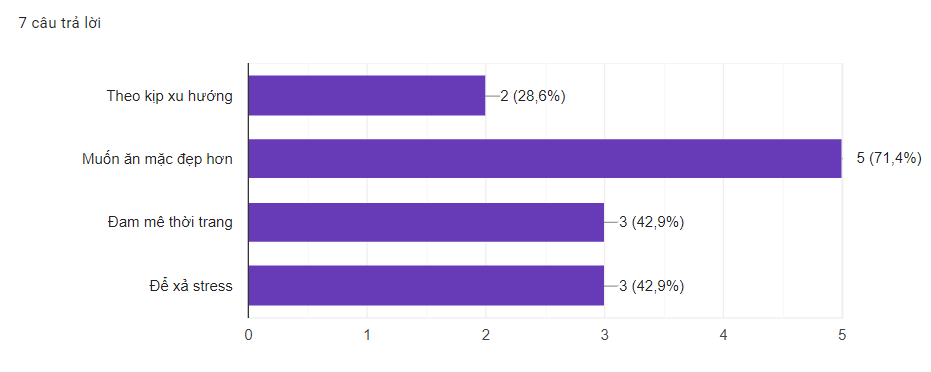 7 câu trả lời
Theo kịp xu hướng
2 (28,6%)
Muốn ăn mặc đẹp hơn
5 (71,4%)
Đam mê thời trang
3 (42,9%)
Để xả stress
3 (42,9%)
0 1 2 3 4 5